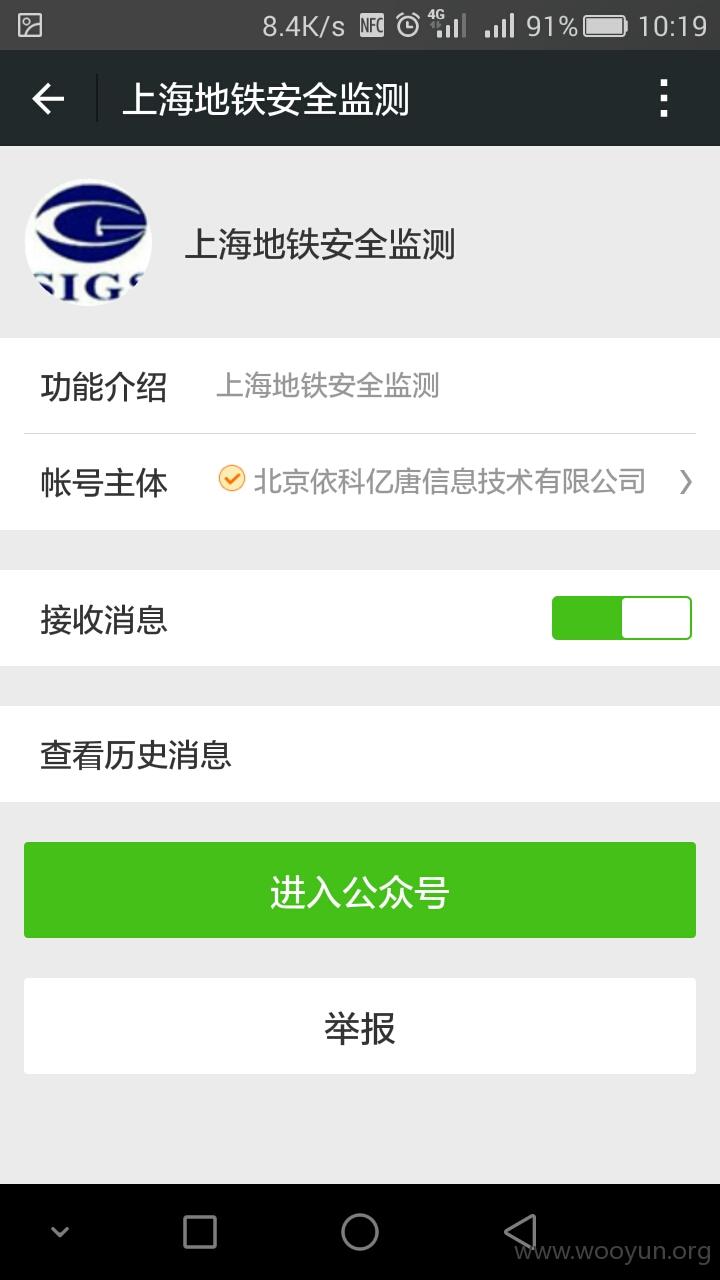 8.4K/s NFC 4G 91% 10:19
上海地铁安全监测
上海地铁安全监测
SIGS
功能介绍 上海地铁安全监测
帐号主体 北京依科亿唐信息技术有限公司
接收消息
查看历史消息
进入公众号
举报
www.wooyun.org